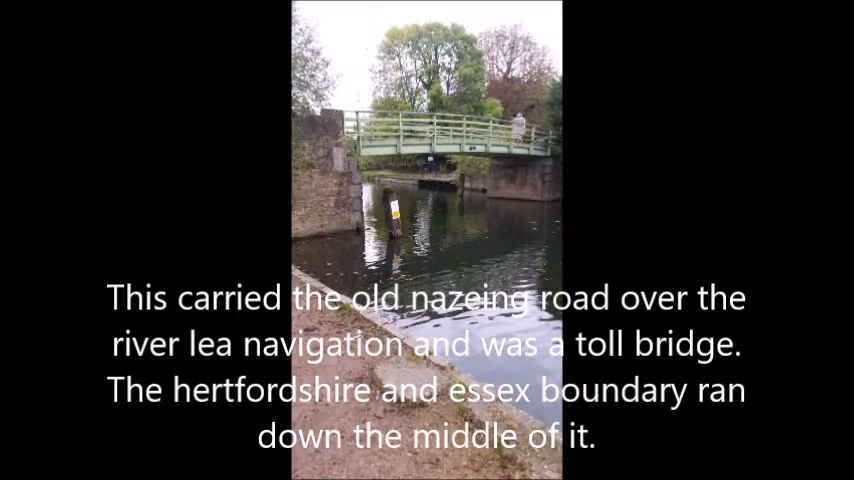 This carried the old nazeing road over the
river lea navigation and was a toll bridge.
The hertfordshire and essex boundary ran
down the middle of it.